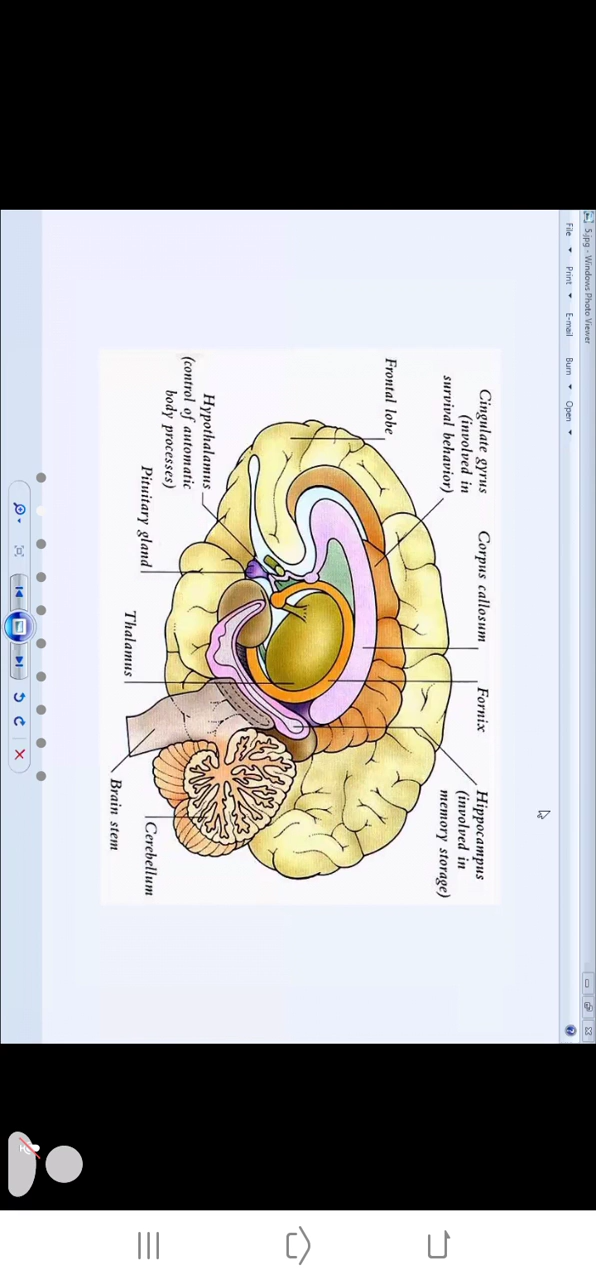 5.jpg - Windows Photo Viewer
File Print E-mail Burn Open
Cingulate gyrus
(involved in
survival behavior)
Corpus callosum
Fornix
Hippocampus
(involved in
memory storage)
Frontal lobe
Hypothalamus
(control of automatic
body processes)
Pituitary gland
Thalamus
Brain stem
Cerebellum